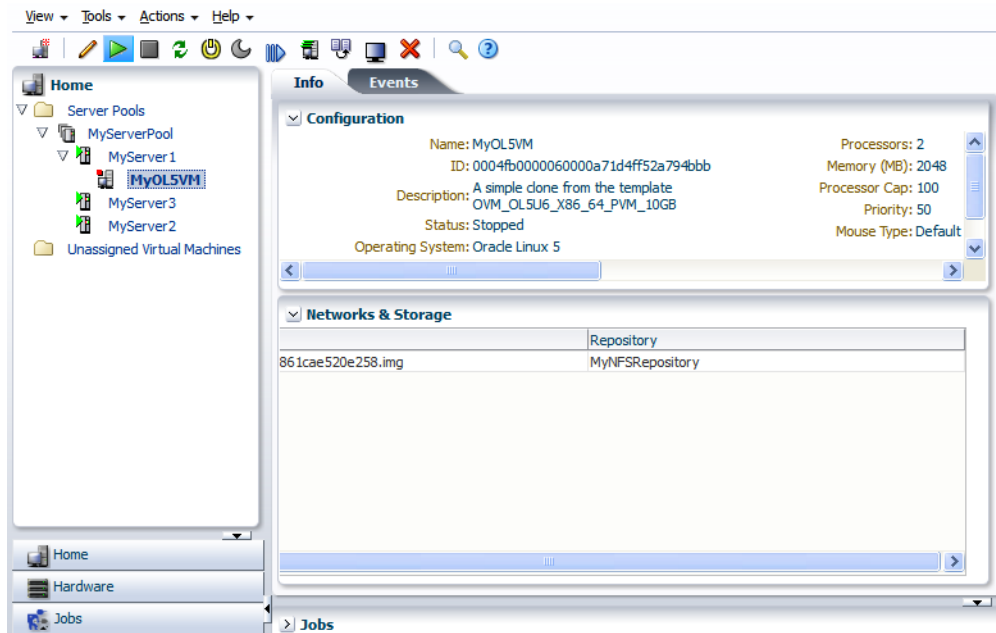 View Tools Actions Help
Home
Server Pools
MyServerPool
MyServer1
MyOL5VM
MyServer3
MyServer2
Unassigned Virtual Machines
Home
Hardware
Jobs
Info Events
Configuration
Name: MyOL5VM
ID: 0004fb0000060000a71d4ff52a794bbb
Description: A simple clone from the template
OVM_OL5U6_X86_64_PVM_10GB
Status: Stopped
Operating System: Oracle Linux 5
Processors: 2
Memory (MB): 2048
Processor Cap: 100
Priority: 50
Mouse Type: Default
Networks & Storage
Repository
861cae520e258.img MyNFSRepository
Jobs